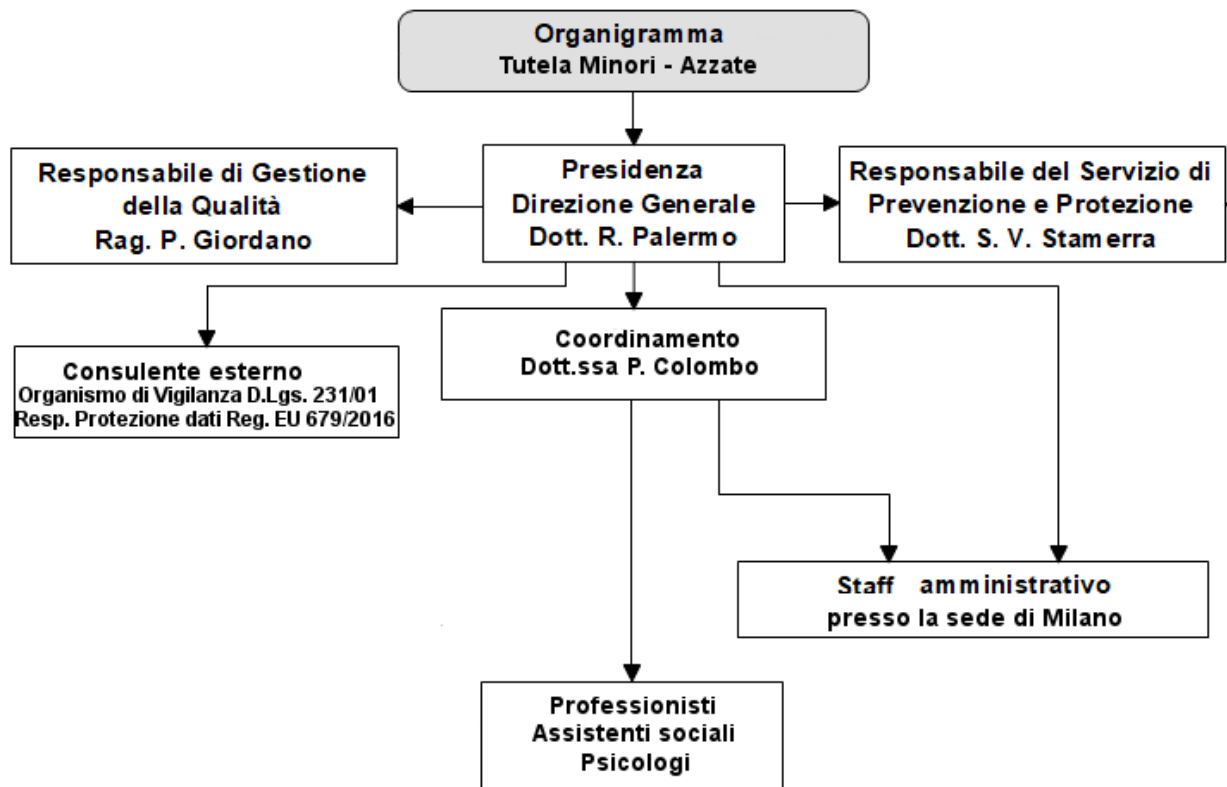 Organigramma
Tutela Minori - Azzate
Responsabile di Gestione
della Qualità
Rag. P. Giordano
Presidenza
Direzione Generale
Dott. R. Palermo
Responsabile del Servizio di
Prevenzione e Protezione
Dott. S. V. Stamerra
Consulente esterno
Organismo di Vigilanza D.Lgs. 231/01
Resp. Protezione dati Reg. EU 679/2016
Coordinamento
Dott.ssa P. Colombo
Staff amministrativo
presso la sede di Milano
Professionisti
Assistenti sociali
Psicologi